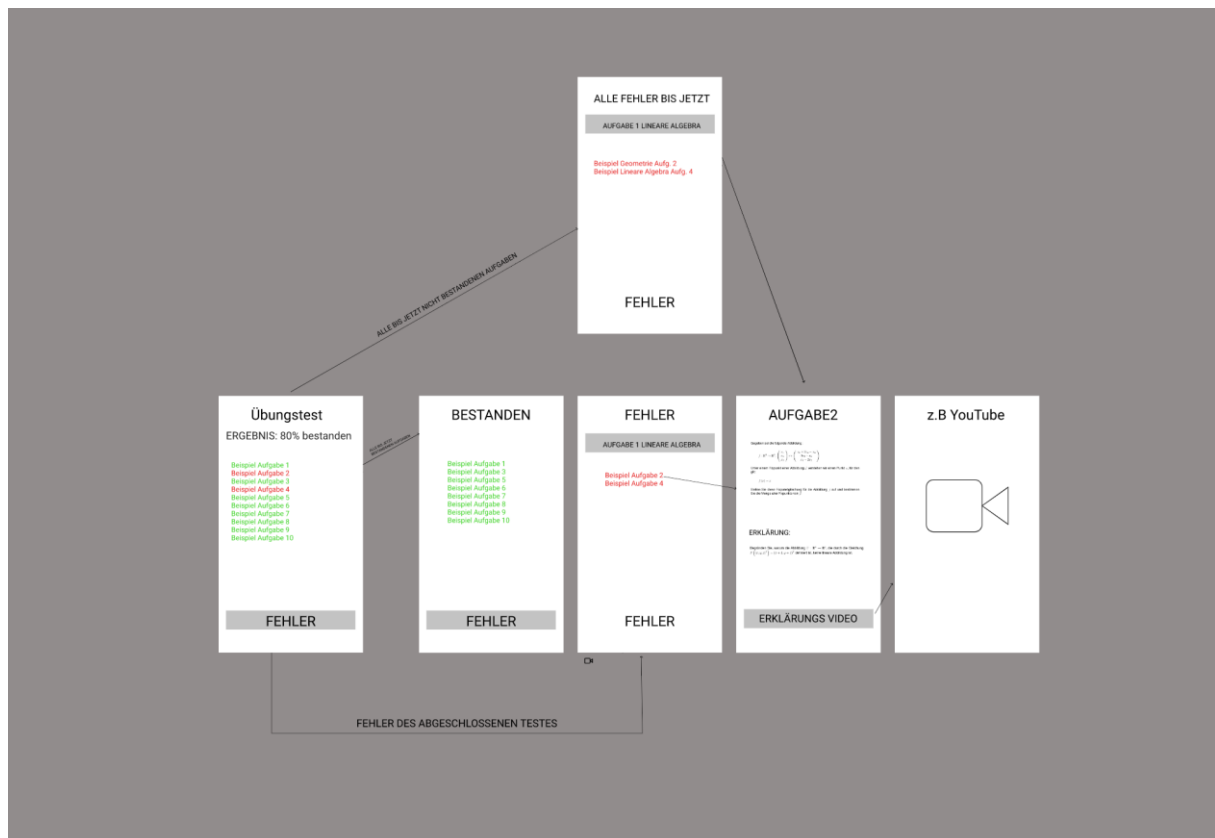 ALLE FEHLER BIS JETZT
AUFGABE 1 LINEARE ALGEBRA
Beispiel Geometrie Aufg. 2
Beispiel Lineare Algebra Aufg. 4
FEHLER
ALLE BIS JETZT NICHT BESTANDENEN AUFGABEN
Übungstest
ERGEBNIS: 80% bestanden
Beispiel Aufgabe 1
Beispiel Aufgabe 2
Beispiel Aufgabe 3
Beispiel Aufgabe 4
Beispiel Aufgabe 5
Beispiel Aufgabe 6
Beispiel Aufgabe 7
Beispiel Aufgabe 8
Beispiel Aufgabe 9
Beispiel Aufgabe 10
FEHLER
BESTANDEN
Beispiel Aufgabe 1
Beispiel Aufgabe 3
Beispiel Aufgabe 5
Beispiel Aufgabe 6
Beispiel Aufgabe 7
Beispiel Aufgabe 8
Beispiel Aufgabe 9
Beispiel Aufgabe 10
FEHLER
FEHLER
AUFGABE 1 LINEARE ALGEBRA
Beispiel Aufgabe 2
Beispiel Aufgabe 4
FEHLER
AUFGABE2
ERKLÄRUNG:
ERKLÄRUNGS VIDEO
z.B YouTube
FEHLER DES ABGESCHLOSSENEN TESTES